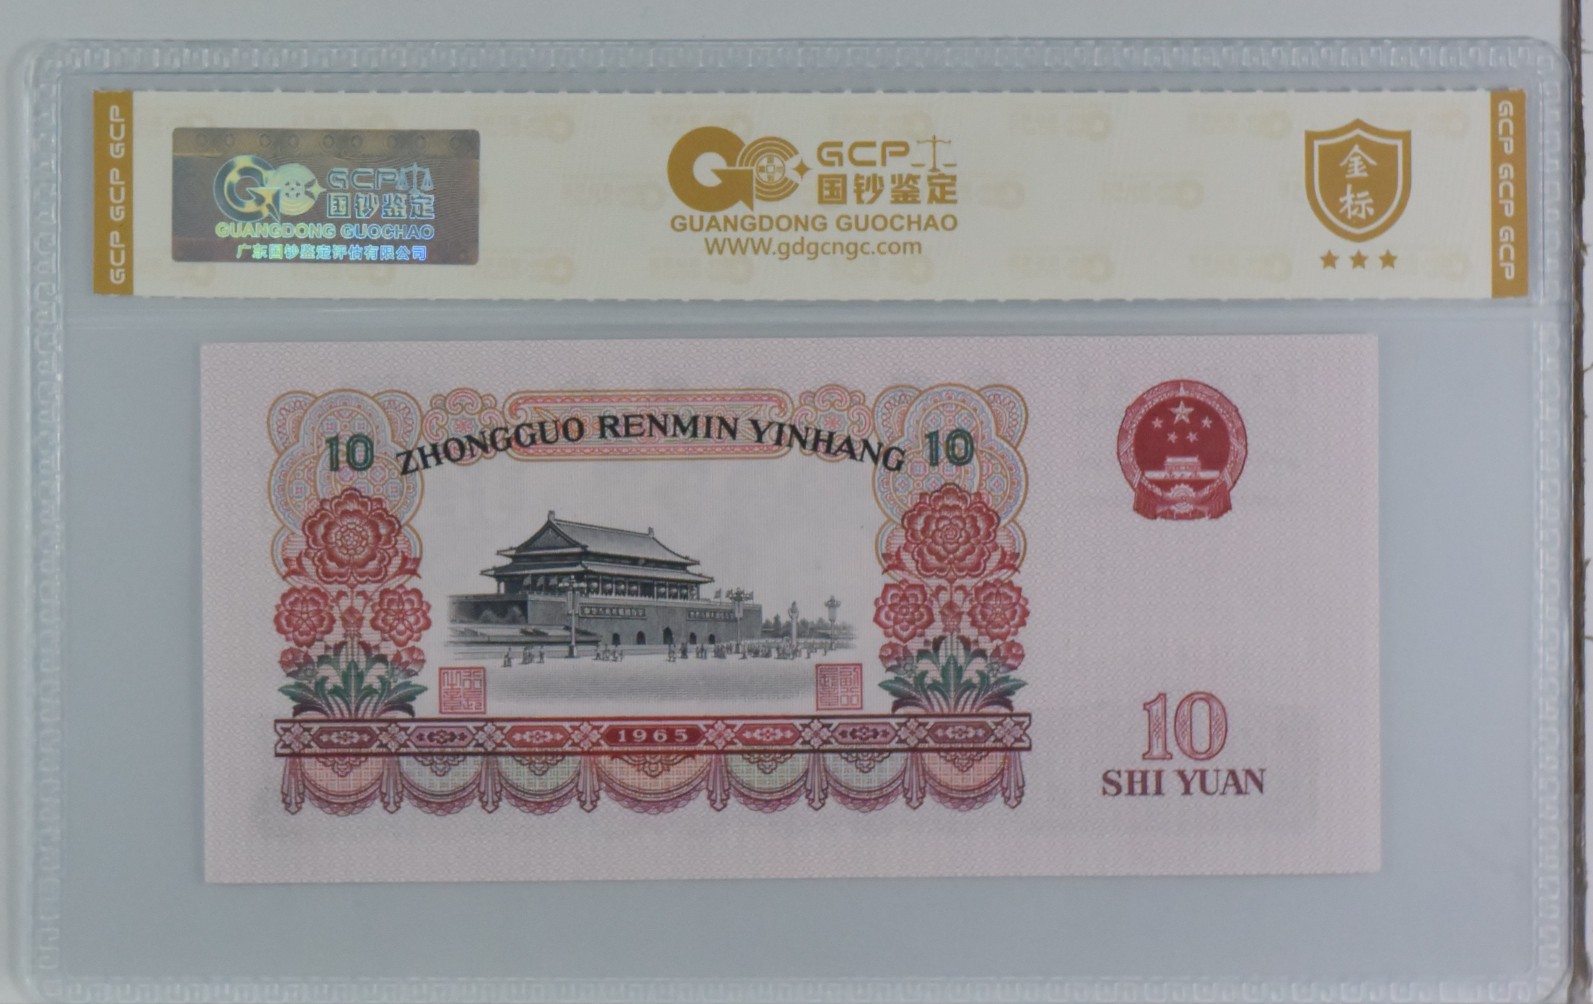 GCP GCP GCP
GCP
国钞鉴定
GUANGDONG GUOCHAO
广东国钞鉴定评估有限公司
GCP
国钞鉴定
GUANGDONG GUOCHAO
WWW.gdgcngc.com
金标
GCP GCP GCP
10 ZHONGGUO RENMIN YINHANG 10
1965
10
SHI YUAN